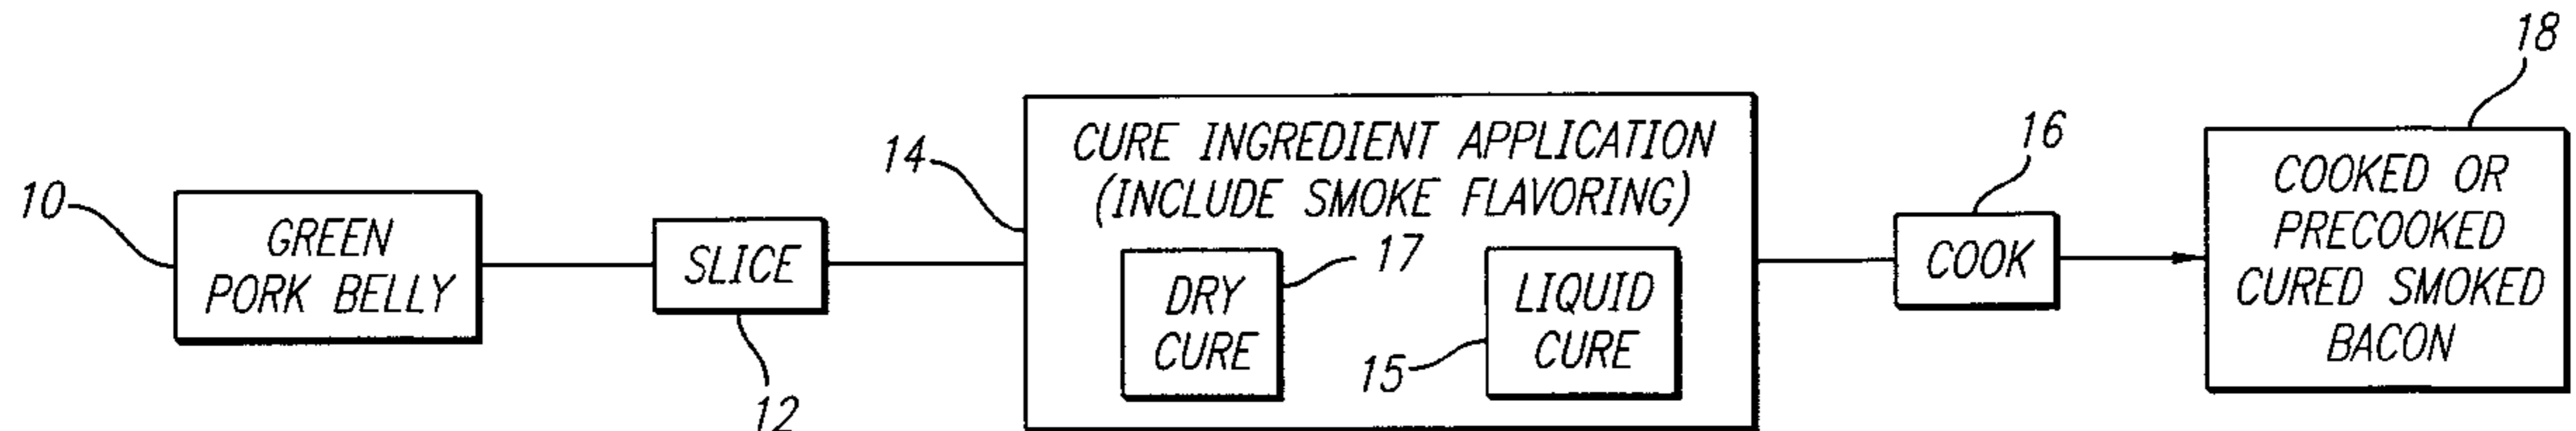 10
GREEN
PORK BELLY
SLICE
12
14
CURE INGREDIENT APPLICATION
(INCLUDE SMOKE FLAVORING)
DRY
CURE
17
LIQUID
CURE
15
COOK
16
COOKED OR
PRECOOKED
CURED SMOKED
BACON
18